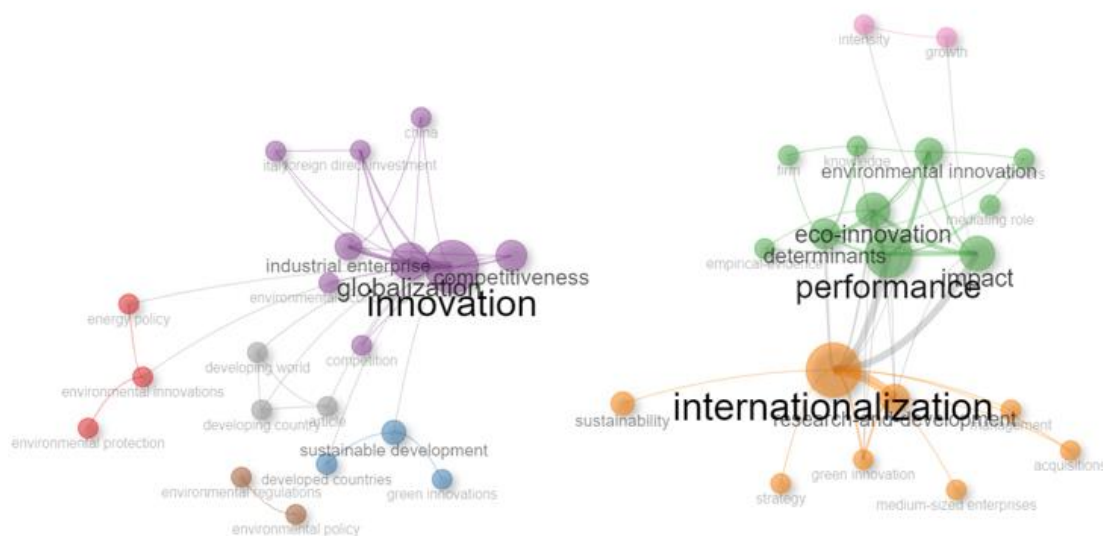 china
italy
foreign direct investment
industrial enterprise
competitiveness
globalization
innovation
energy policy
environmental innovations
environmental protection
developing world
competition
developing country
article
sustainable development
developed countries
green innovations
environmental regulations
environmental policy
intensity
growth
knowledge
firm
environmental innovation
mediating role
eco-innovation
empirical-evidence
determinants
impact
performance
internationalization
sustainability
research-and-development
management
green innovation
acquisitions
strategy
medium-sized enterprises